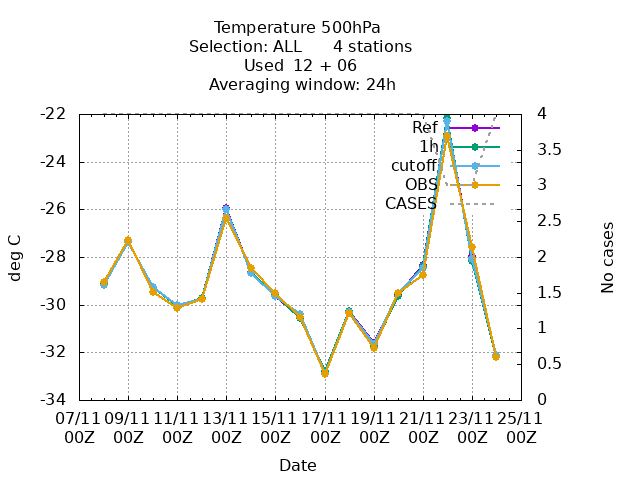 Temperature 500hPa
Selection: ALL 4 stations
Used 12 + 06
Averaging window: 24h
-22
-24
-26
-28
-30
-32
-34
deg C
4
3.5
3
2.5
2
1.5
1
0.5
0
No cases
Ref
1h
cutoff
OBS
CASES
07/11 09/11 11/11 13/11 15/11 17/11 19/11 21/11 23/11 25/11
00Z 00Z 00Z 00Z 00Z 00Z 00Z 00Z 00Z 00Z
Date